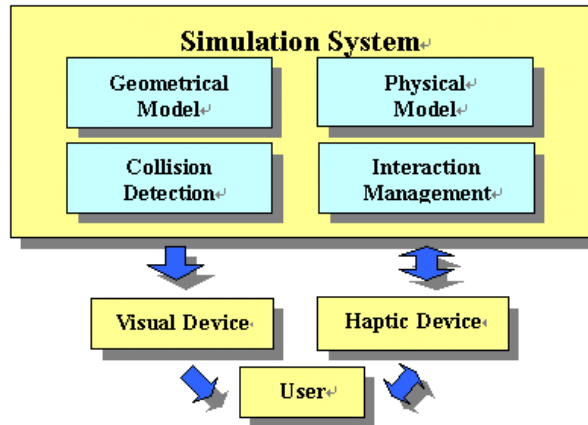 Simulation System
Geometrical
Model
Physical
Model
Collision
Detection
Interaction
Management
Visual Device
Haptic Device
User